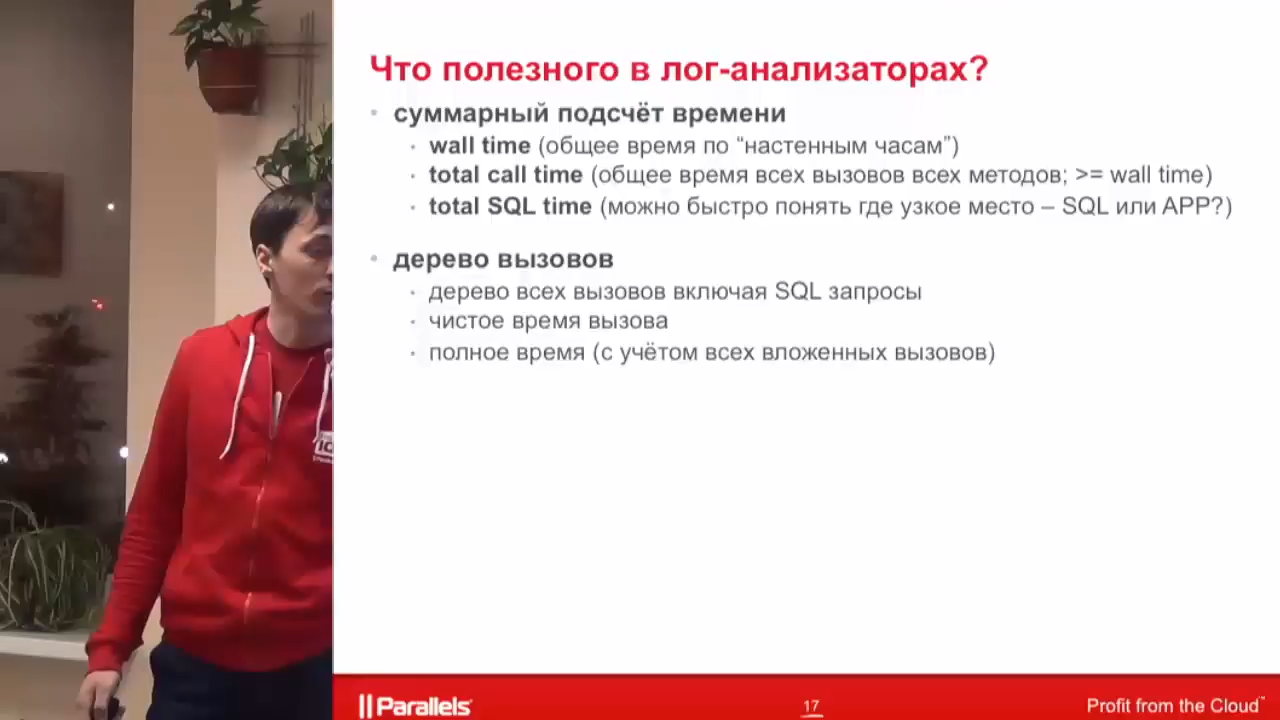 Что полезного в лог-анализаторах?
суммарный подсчёт времени
wall time (общее время по “настенным часам”)
total call time (общее время всех вызовов всех методов; >= wall time)
total SQL time (можно быстро понять где узкое место – SQL или APP?)
дерево вызовов
дерево всех вызовов включая SQL запросы
чистое время вызова
полное время (с учётом всех вложенных вызовов)
Parallels
17
Profit from the Cloud™